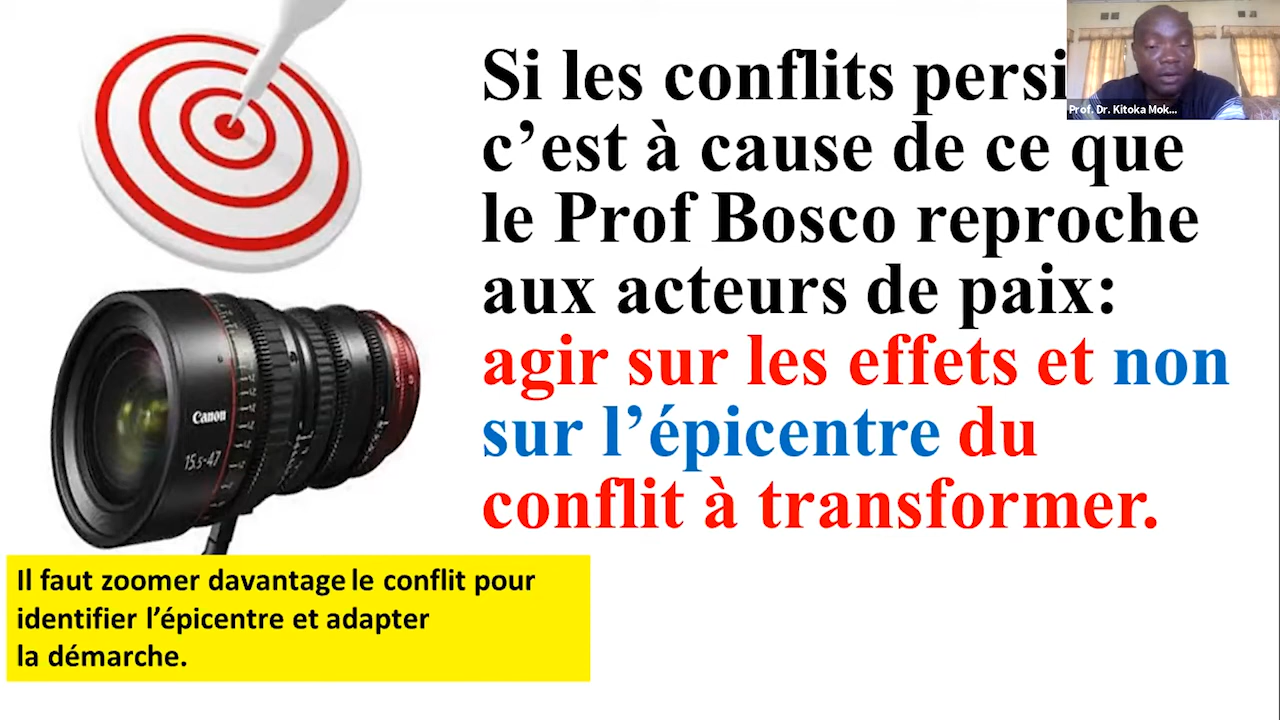 Si les conflits
c’est à cause de ce que
le Prof Bosco reproche
aux acteurs de paix:
agir sur les effets et non
sur l’épicentre du
conflit à transformer.
Prof. Dr. Kitoka Mok...
Canon
15.5-47
Il faut zoomer davantage le conflit pour
identifier l’épicentre et adapter
la démarche.